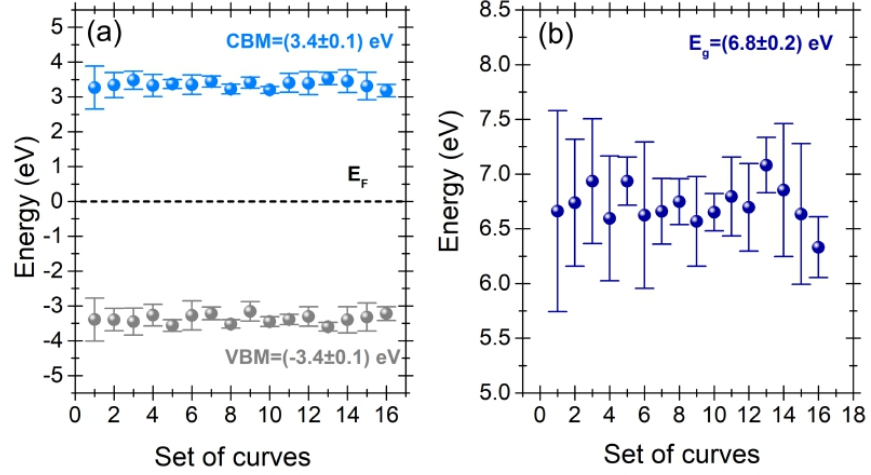 (a)
CBM=(3.4±0.1) eV
E_F
VBM=(-3.4±0.1) eV
Energy (eV)
5
4
3
2
1
0
-1
-2
-3
-4
-5
0 2 4 6 8 10 12 14 16
Set of curves
(b)
E_g=(6.8±0.2) eV
Energy (eV)
8.5
8.0
7.5
7.0
6.5
6.0
5.5
5.0
0 2 4 6 8 10 12 14 16 18
Set of curves